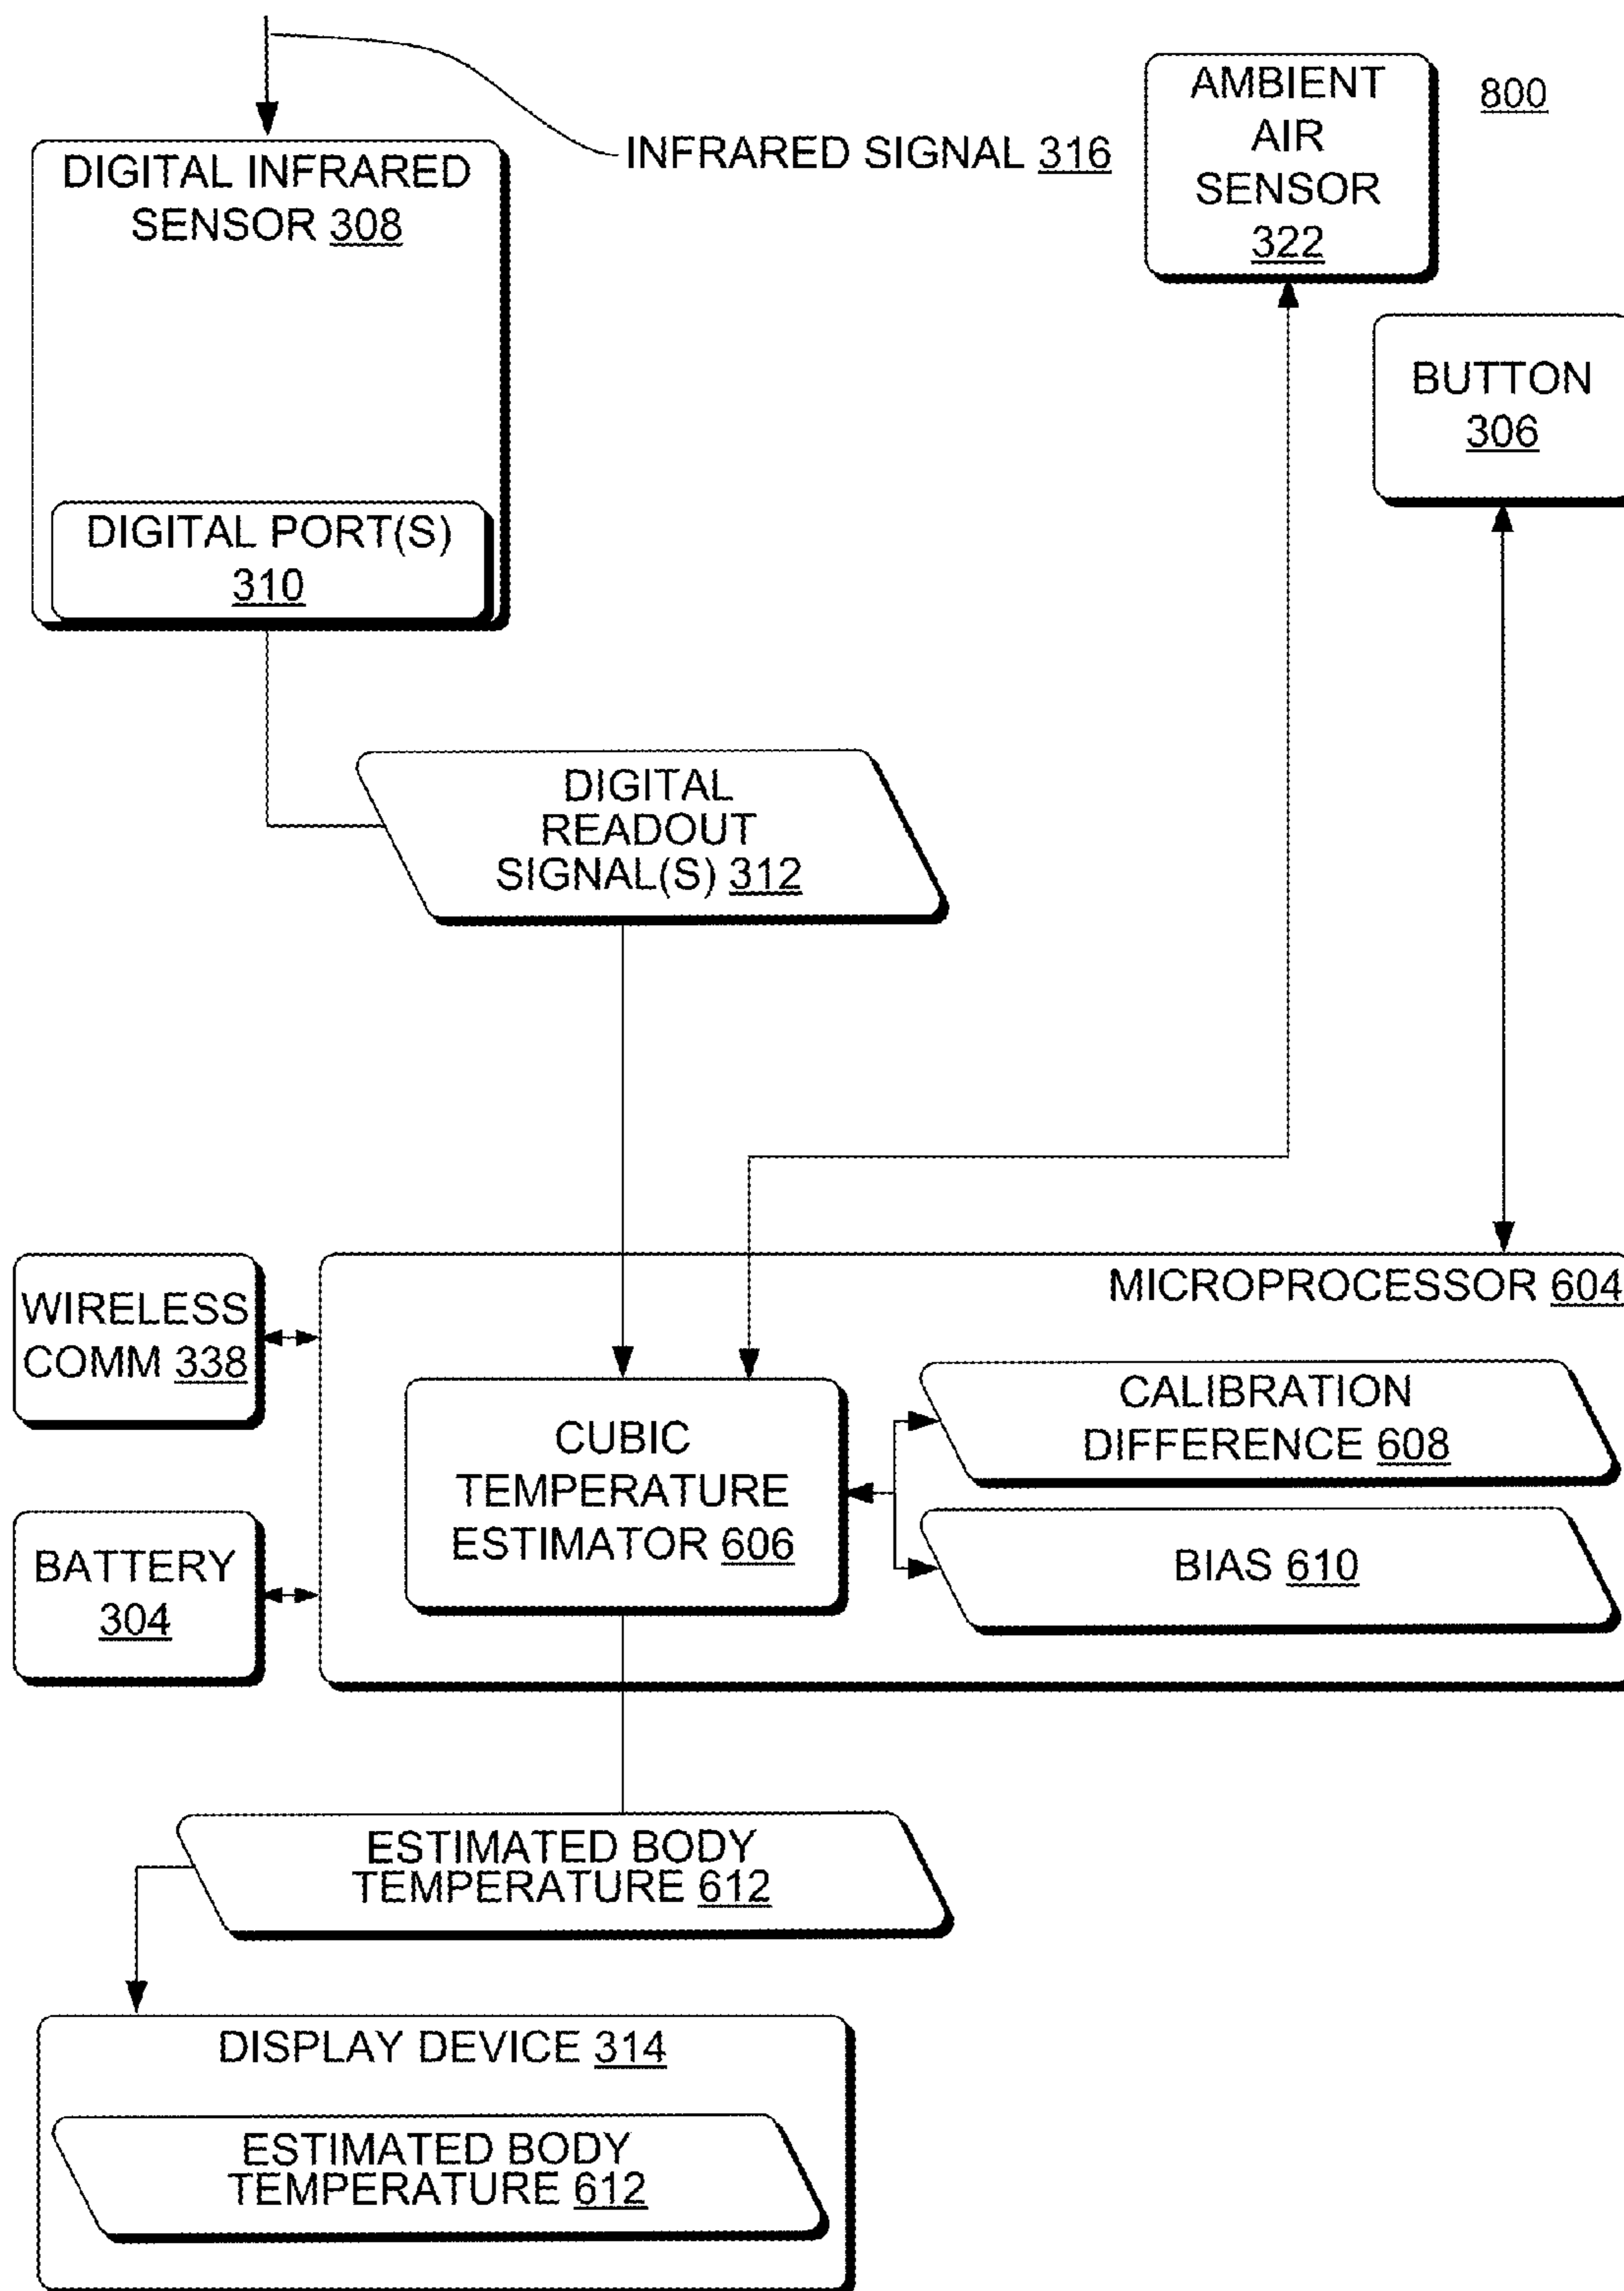 INFRARED SIGNAL 316
DIGITAL INFRARED
SENSOR 308
DIGITAL PORT(S)
310
AMBIENT
AIR
SENSOR
322
800
BUTTON
306
DIGITAL
READOUT
SIGNAL(S) 312
MICROPROCESSOR 604
WIRELESS
COMM 338
BATTERY
304
CUBIC
TEMPERATURE
ESTIMATOR 606
CALIBRATION
DIFFERENCE 608
BIAS 610
ESTIMATED BODY
TEMPERATURE 612
DISPLAY DEVICE 314
ESTIMATED BODY
TEMPERATURE 612